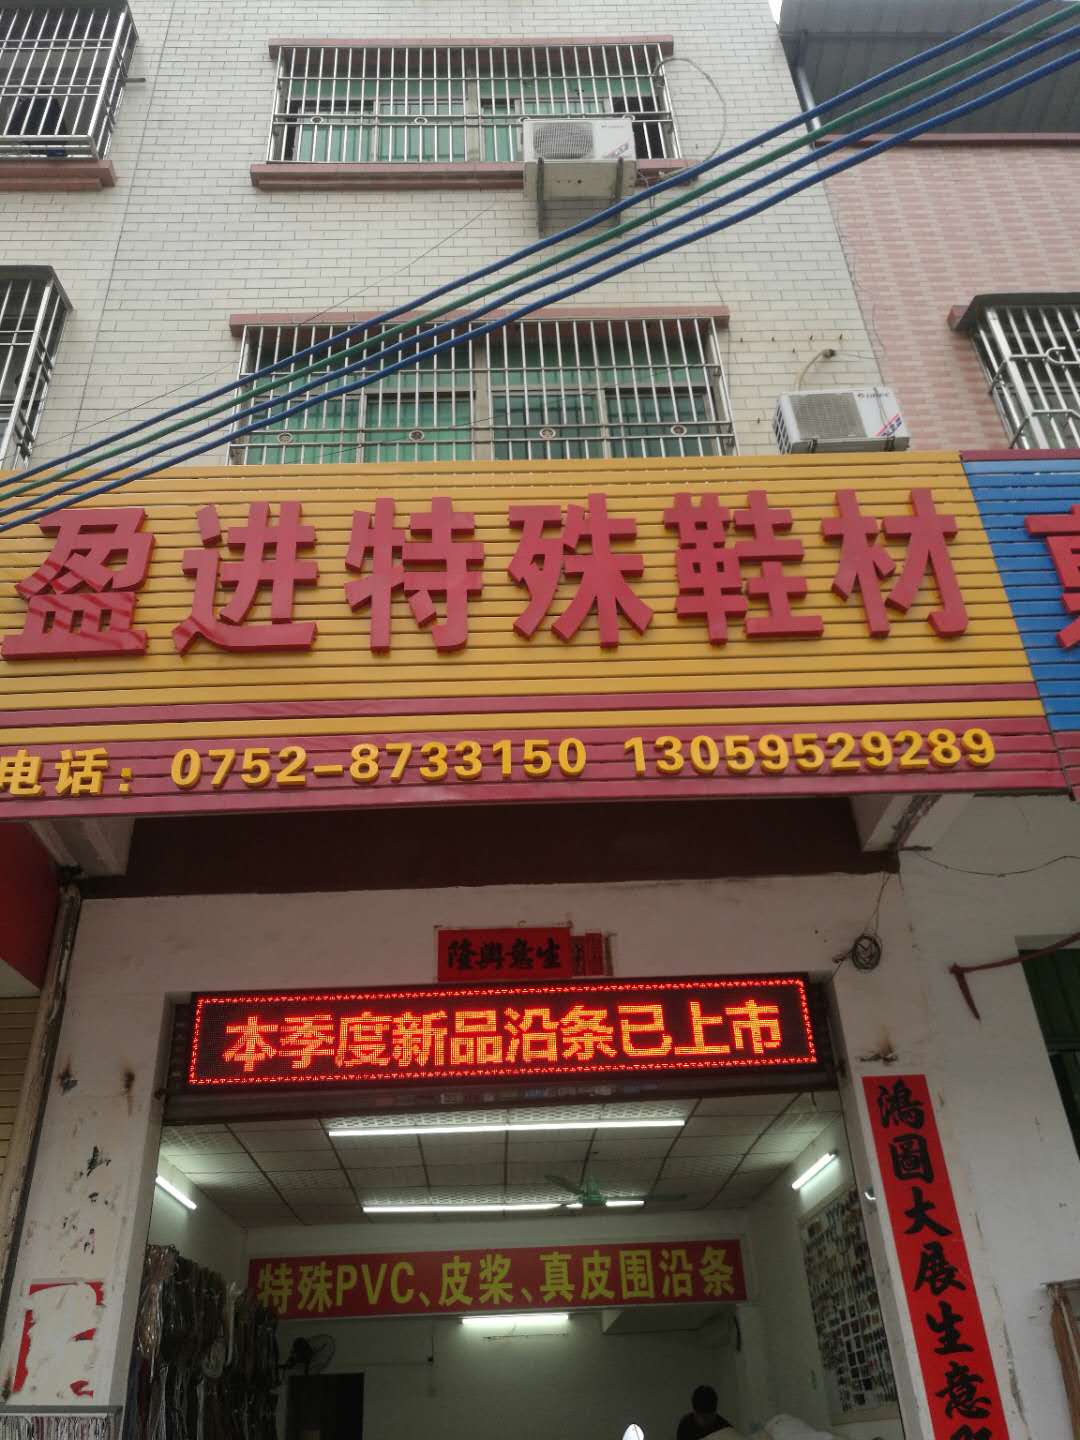 盈进特殊鞋材
电话：0752-8733150 13059529289
隆興意生
本季度新品沿条已上市
特殊PVC、皮桨、真皮围沿条
鴻圖大展生意